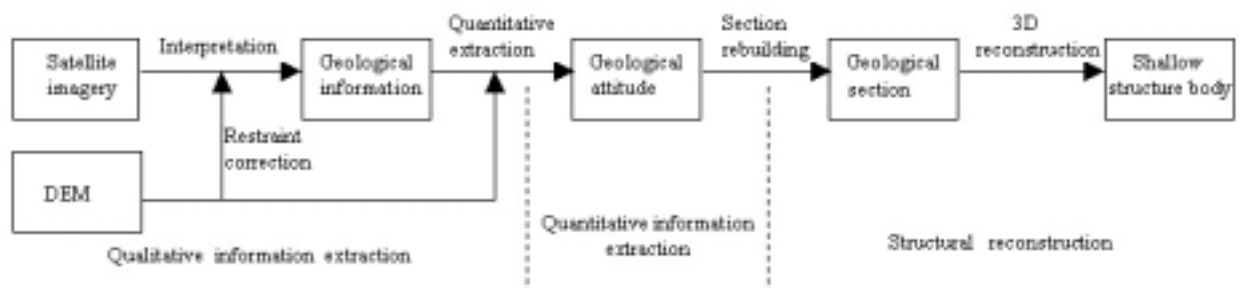 Satellite
imagery
Interpretation
Geological
information
Quantitative
extraction
Geological
attitude
Section
rebuilding
Geological
section
3D
reconstruction
Shallow
structure body
Restraint
correction
DEM
Qualitative information extraction
Quantitative information
extraction
Structural reconstruction